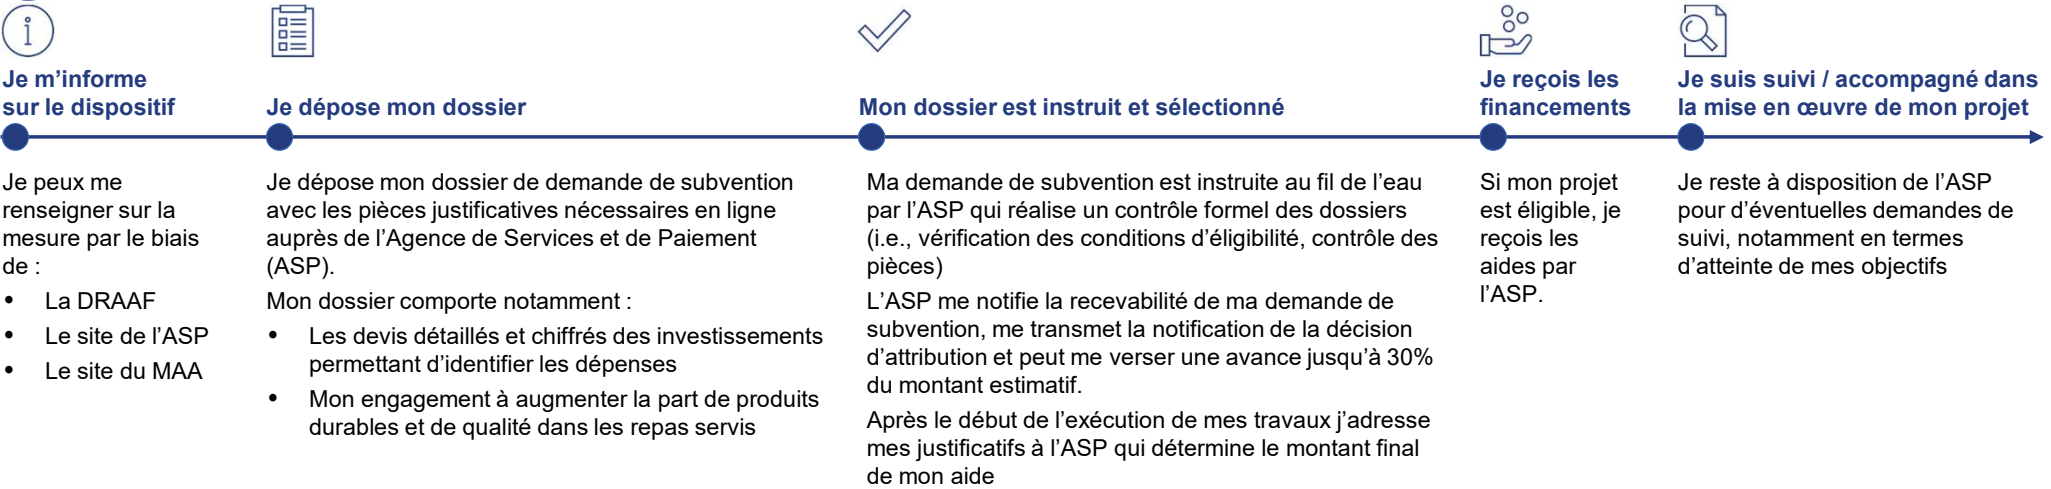 Je m’informe
sur le dispositif
Je peux me
renseigner sur la
mesure par le biais
de :
• La DRAAF
• Le site de l’ASP
• Le site du MAA
Je dépose mon dossier
Je dépose mon dossier de demande de subvention
avec les pièces justificatives nécessaires en ligne
auprès de l’Agence de Services et de Paiement
(ASP).
Mon dossier comporte notamment :
• Les devis détaillés et chiffrés des investissements
permettant d’identifier les dépenses
• Mon engagement à augmenter la part de produits
durables et de qualité dans les repas servis
Mon dossier est instruit et sélectionné
Ma demande de subvention est instruite au fil de l’eau
par l’ASP qui réalise un contrôle formel des dossiers
(i.e., vérification des conditions d’éligibilité, contrôle des
pièces)
L’ASP me notifie la recevabilité de ma demande de
subvention, me transmet la notification de la décision
d’attribution et peut me verser une avance jusqu’à 30%
du montant estimatif.
Après le début de l’exécution de mes travaux j’adresse
mes justificatifs à l’ASP qui détermine le montant final
de mon aide
Je reçois les
financements
Si mon projet
est éligible, je
reçois les
aides par
l’ASP.
Je suis suivi / accompagné dans
la mise en œuvre de mon projet
Je reste à disposition de l’ASP
pour d’éventuelles demandes de
suivi, notamment en termes
d’atteinte de mes objectifs